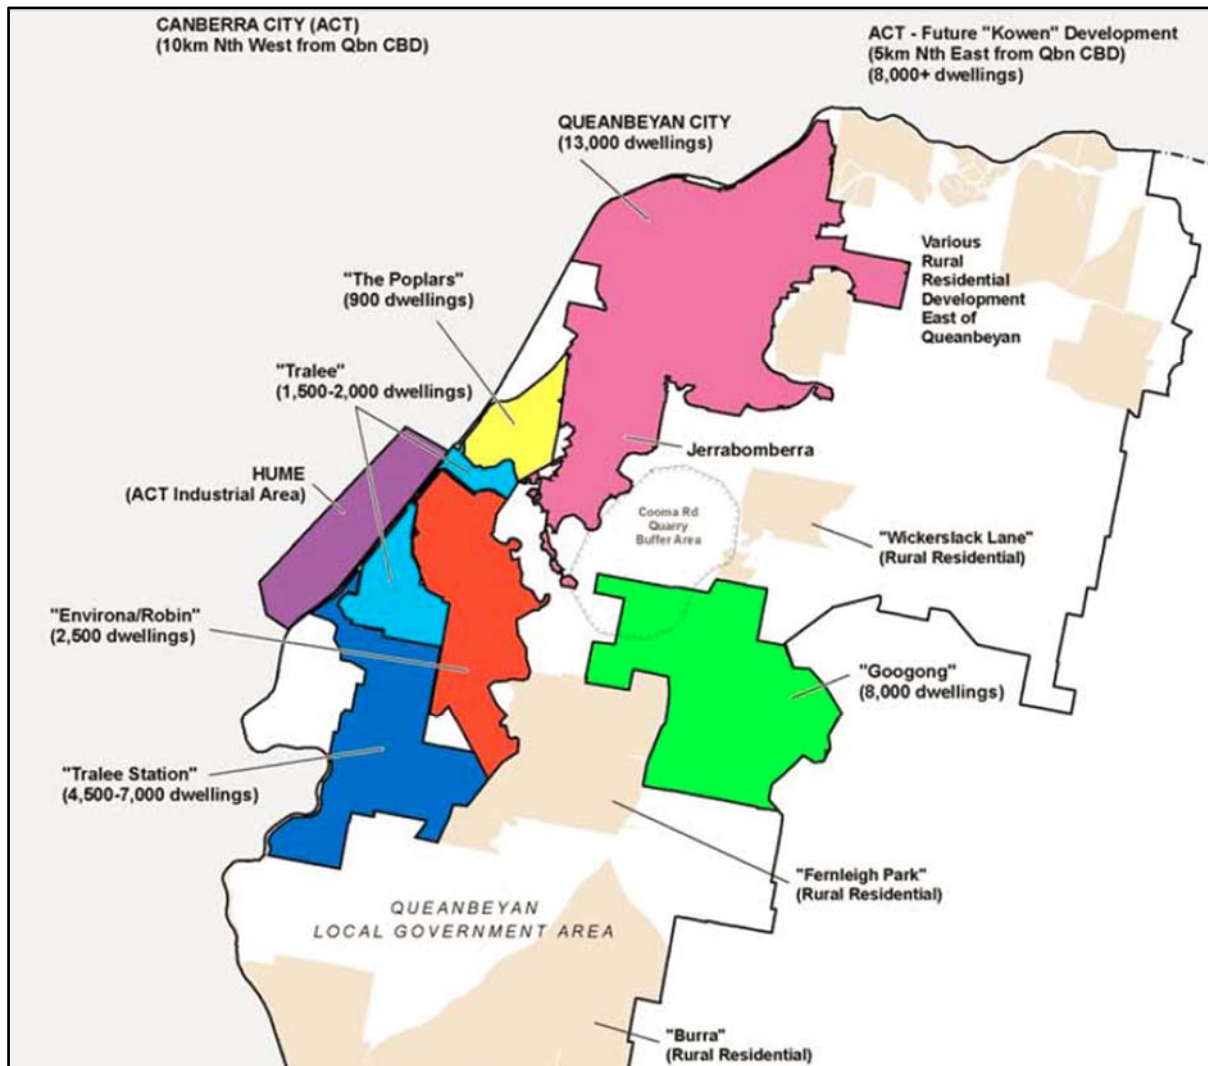 CANBERRA CITY (ACT)
(10km Nth West from Qbn CBD)
ACT - Future "Kowen" Development
(5km Nth East from Qbn CBD)
(8,000+ dwellings)
QUEANBEYAN CITY
(13,000 dwellings)
Various
Rural
Residential
Development
East of
Queanbeyan
"The Poplars"
(900 dwellings)
"Tralee"
(1,500-2,000 dwellings)
Jerrabomberra
HUME
(ACT Industrial Area)
Cooma Rd
Quarry
Buffer Area
"Wickerslack Lane"
(Rural Residential)
"Environa/Robin"
(2,500 dwellings)
"Googong"
(8,000 dwellings)
"Tralee Station"
(4,500-7,000 dwellings)
"Fernleigh Park"
(Rural Residential)
QUEANBEYAN
LOCAL GOVERNMENT AREA
"Burra"
(Rural Residential)